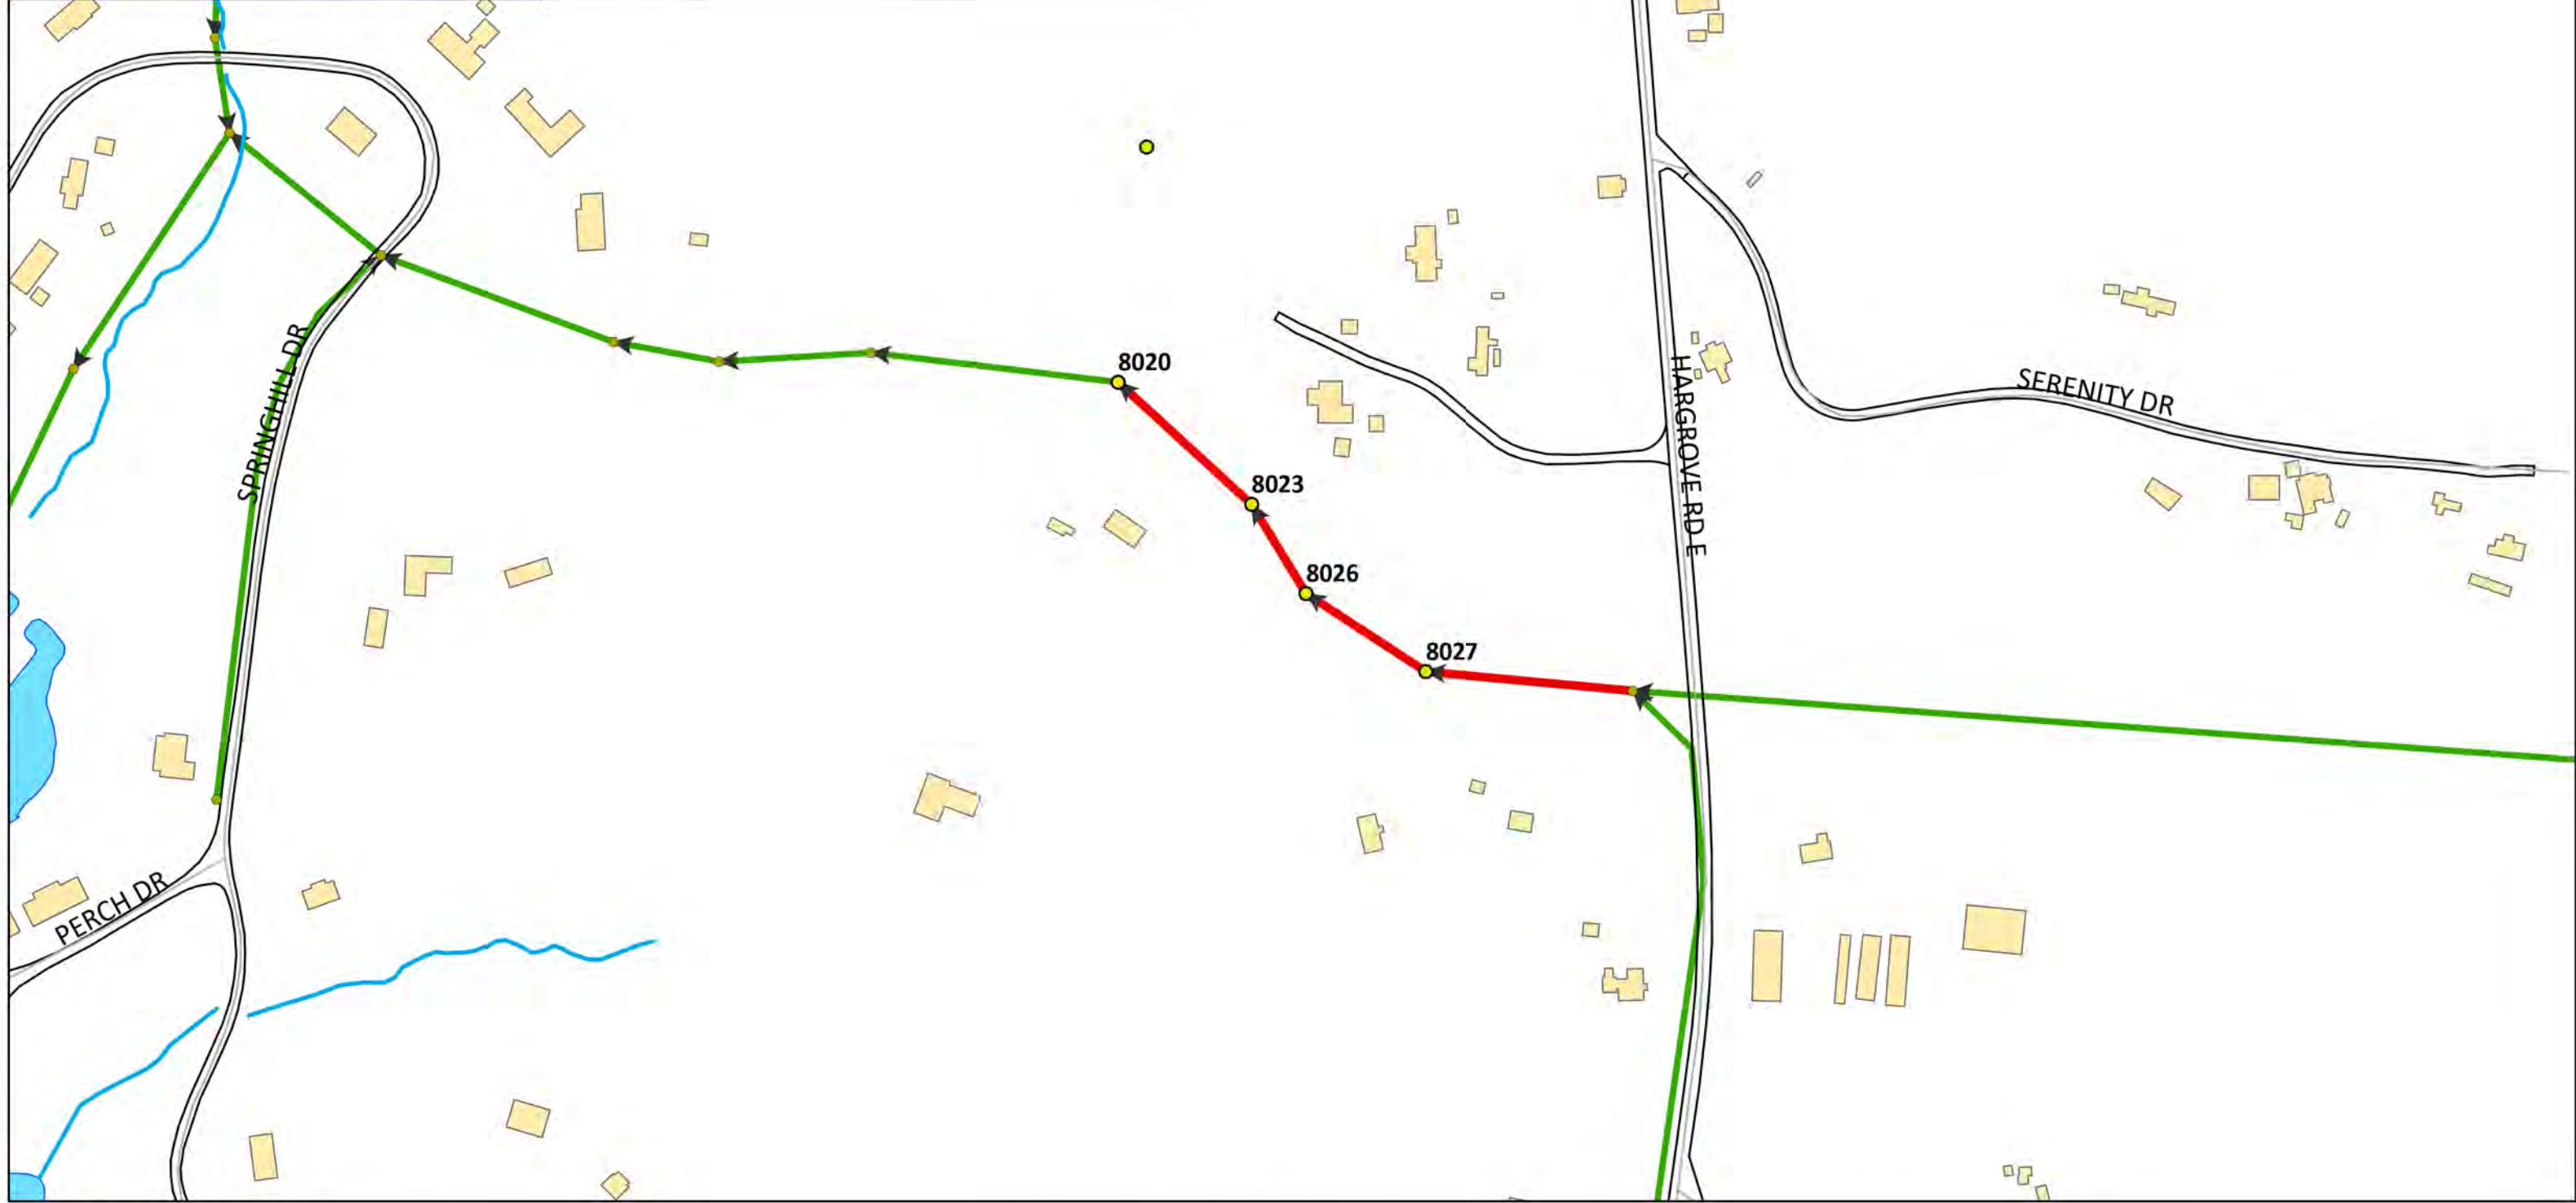 8020
SPRINGHILL DR
HARGROVE RD E
SERENITY DR
8023
8026
8027
PERCH DR